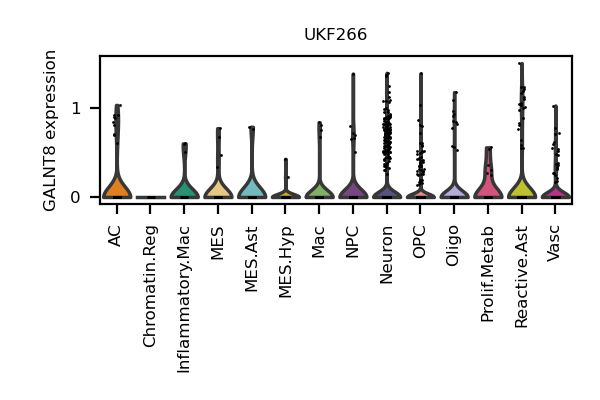 UKF266
GALNT8 expression
1
0
AC
Chromatin.Reg
Inflammatory.Mac
MES
MES.Ast
MES.Hyp
Mac
NPC
Neuron
OPC
Oligo
Prolif.Metab
Reactive.Ast
Vasc